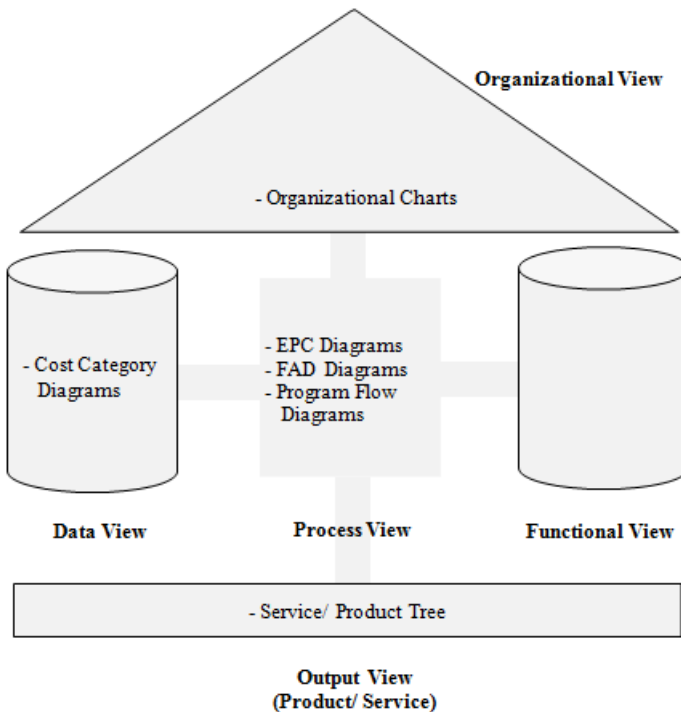 Organizational View
- Organizational Charts
- Cost Category
Diagrams
- EPC Diagrams
- FAD Diagrams
- Program Flow
Diagrams
Data View
Process View
Functional View
- Service/ Product Tree
Output View
(Product/ Service)